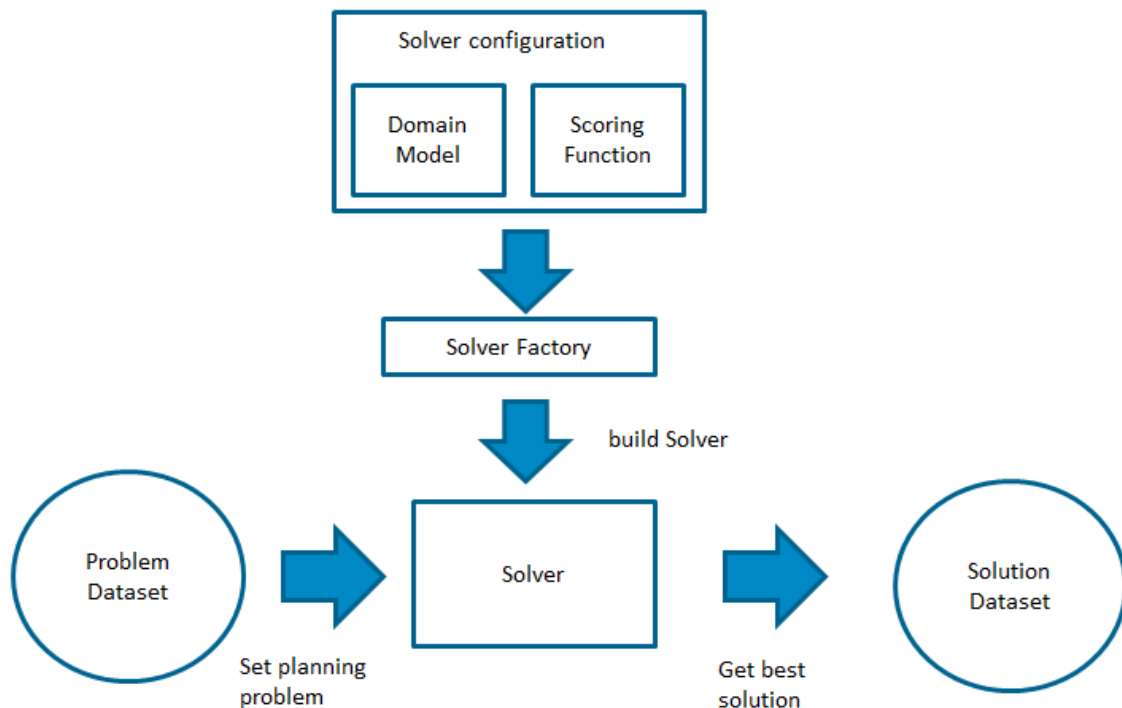 Solver configuration
Domain
Model
Scoring
Function
Solver Factory
build Solver
Problem
Dataset
Solver
Solution
Dataset
Set planning
problem
Get best
solution